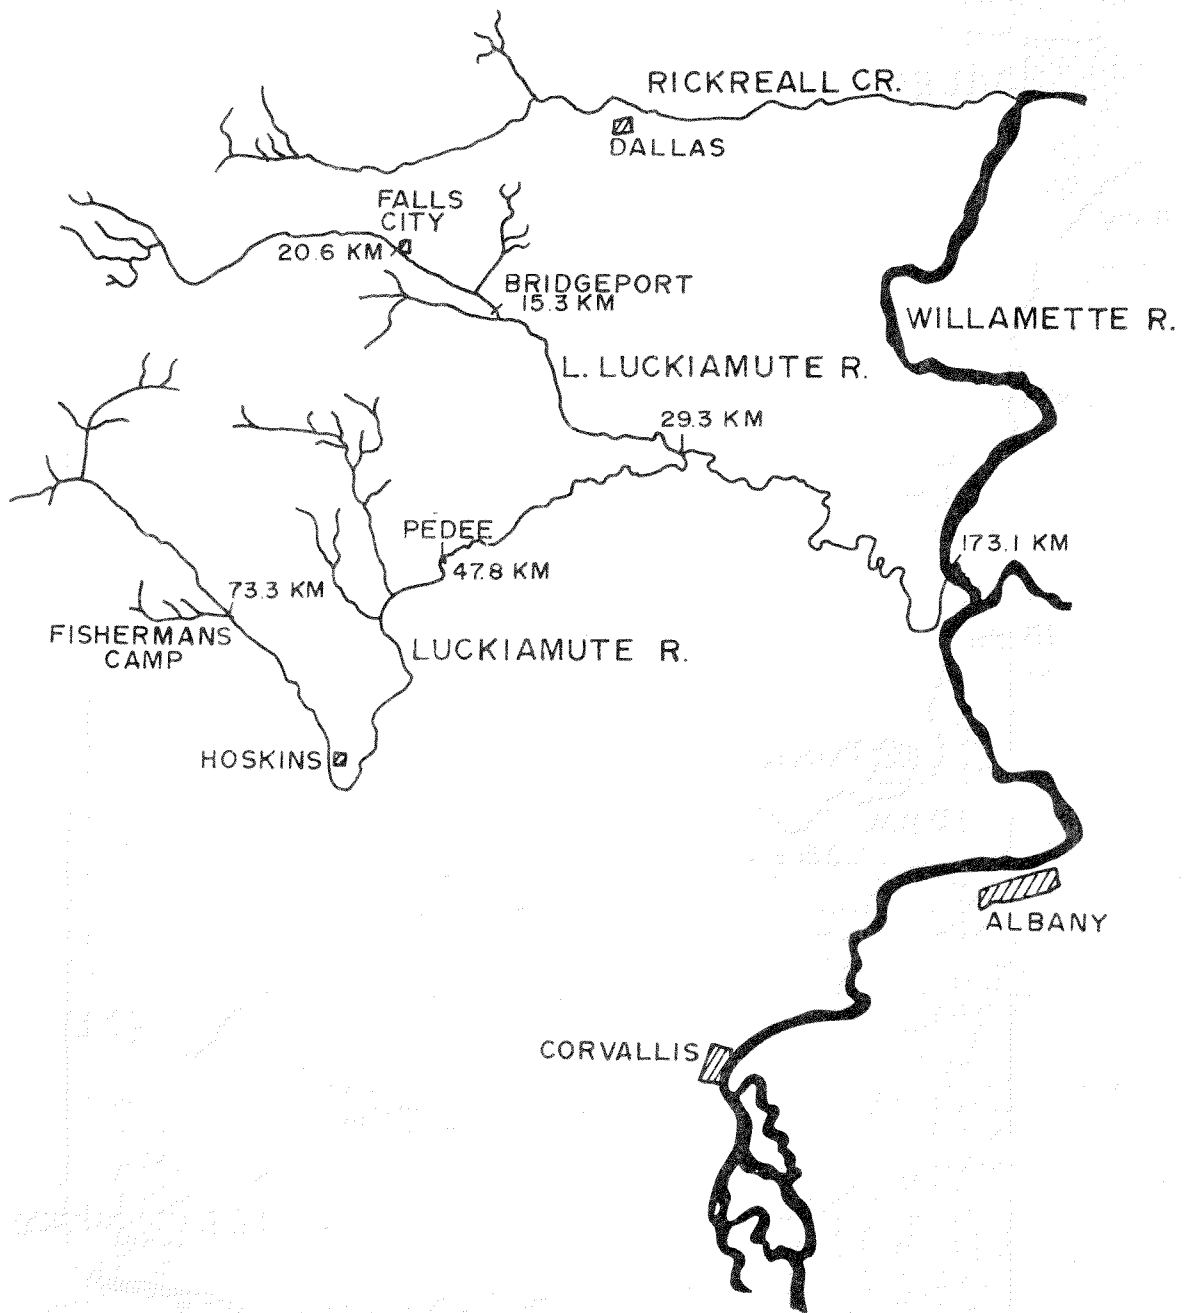 RICKREALL CR.
DALLAS
FALLS
CITY
20.6 KM
BRIDGEPORT
15.3 KM
WILLAMETTE R.
L. LUCKIAMUTE R.
29.3 KM
PEDEE
173.1 KM
47.8 KM
73.3 KM
FISHERMANS
CAMP
LUCKIAMUTE R.
HOSKINS
ALBANY
CORVALLIS